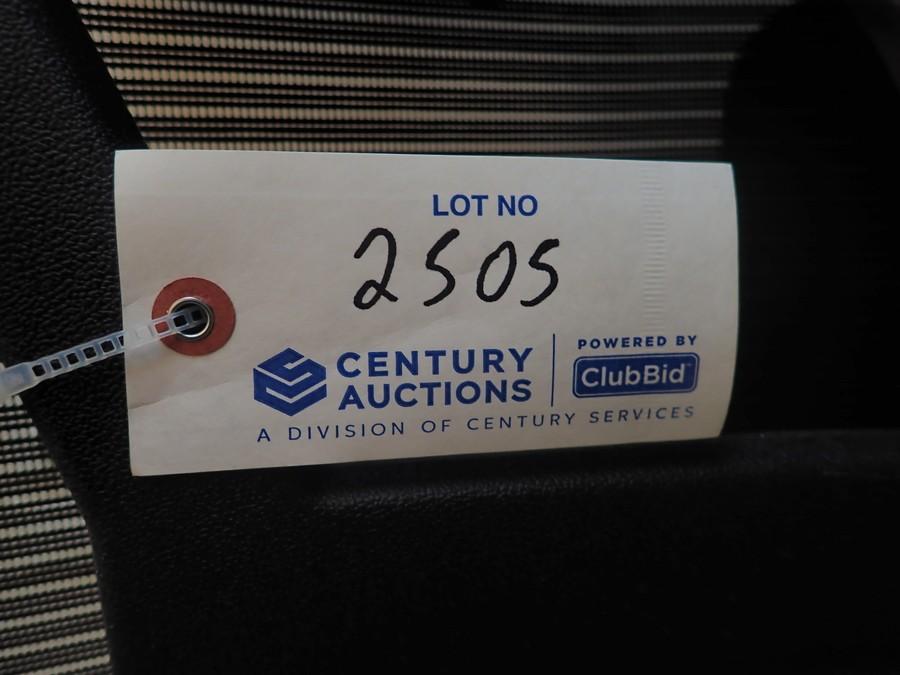 LOT NO
2505
CENTURY
AUCTIONS
POWERED BY
ClubBid
A DIVISION OF CENTURY SERVICES